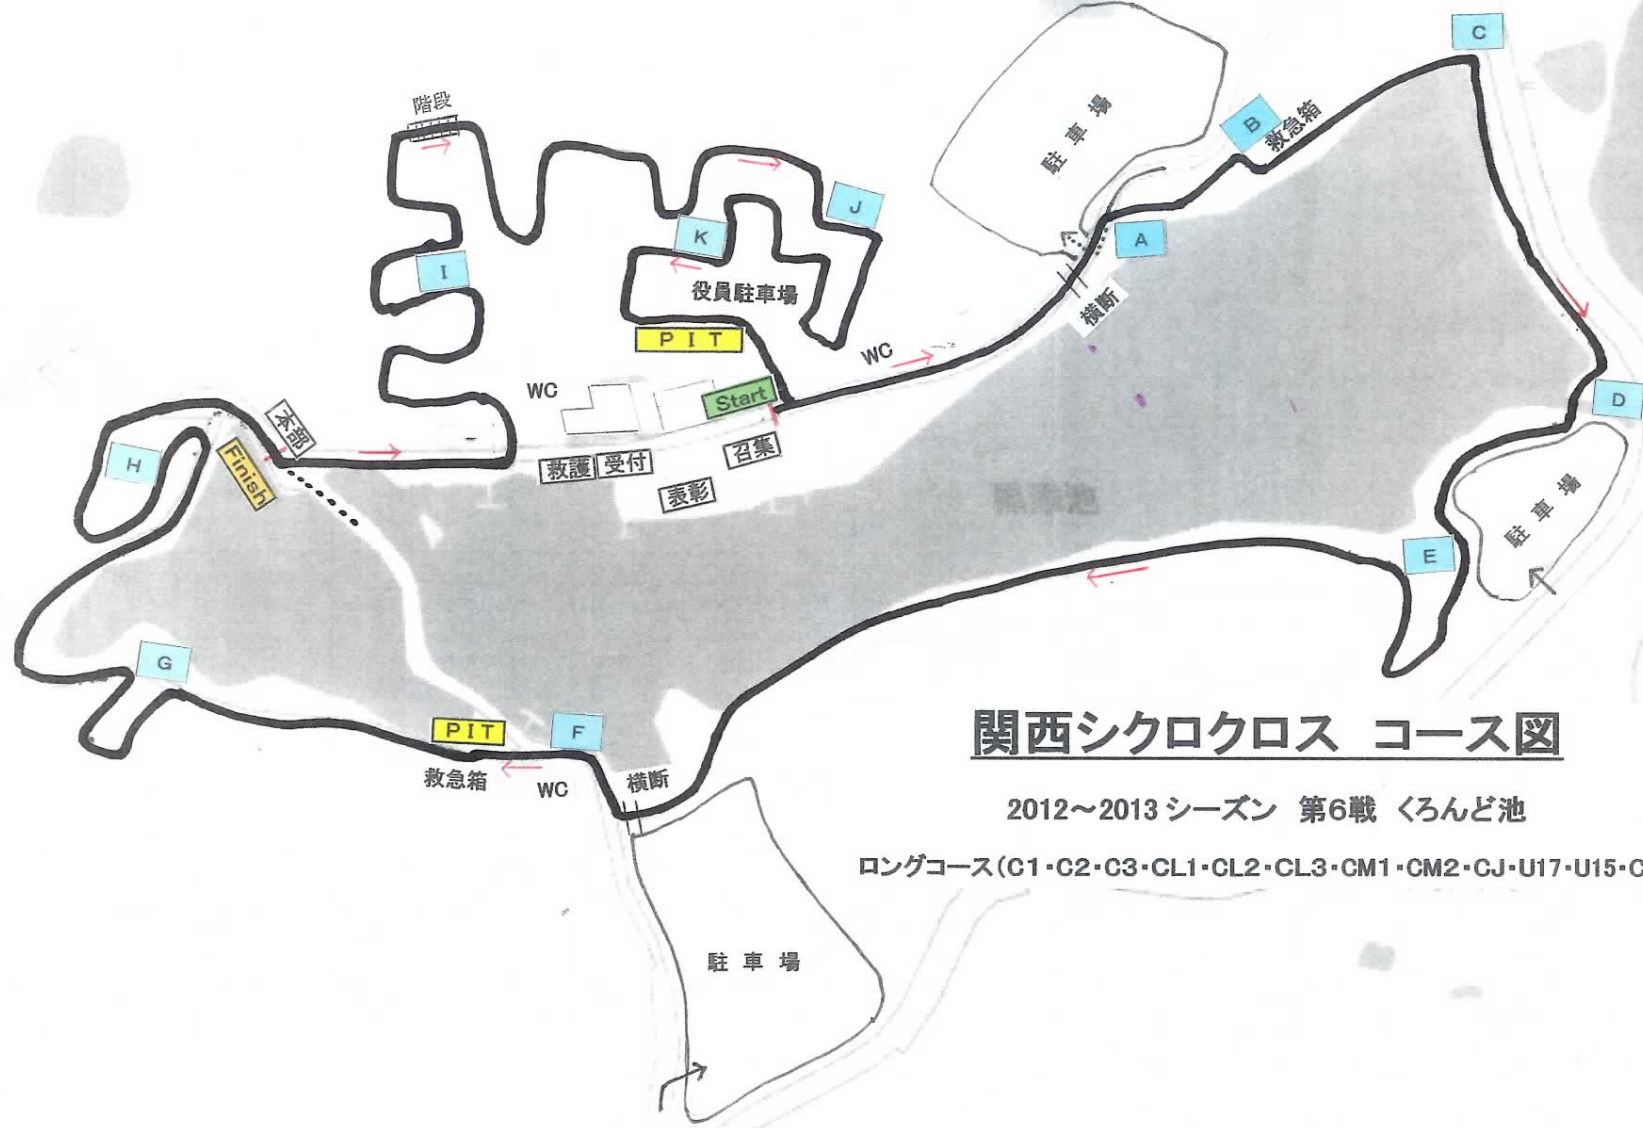 C
階段
駐車場
B
救急箱
J
K
A
I
役員駐車場
横断
PIT
WC
WC
Start
D
本部
H
Finish
救護
受付
召集
表彰
駐車場
E
G
PIT
F
関西シクロクロス コース図
救急箱
WC
横断
2012～2013シーズン 第6戦 くろんど池
ロングコース(C1・C2・C3・CL1・CL2・CL3・CM1・CM2・CJ・U17・U15・C
駐車場